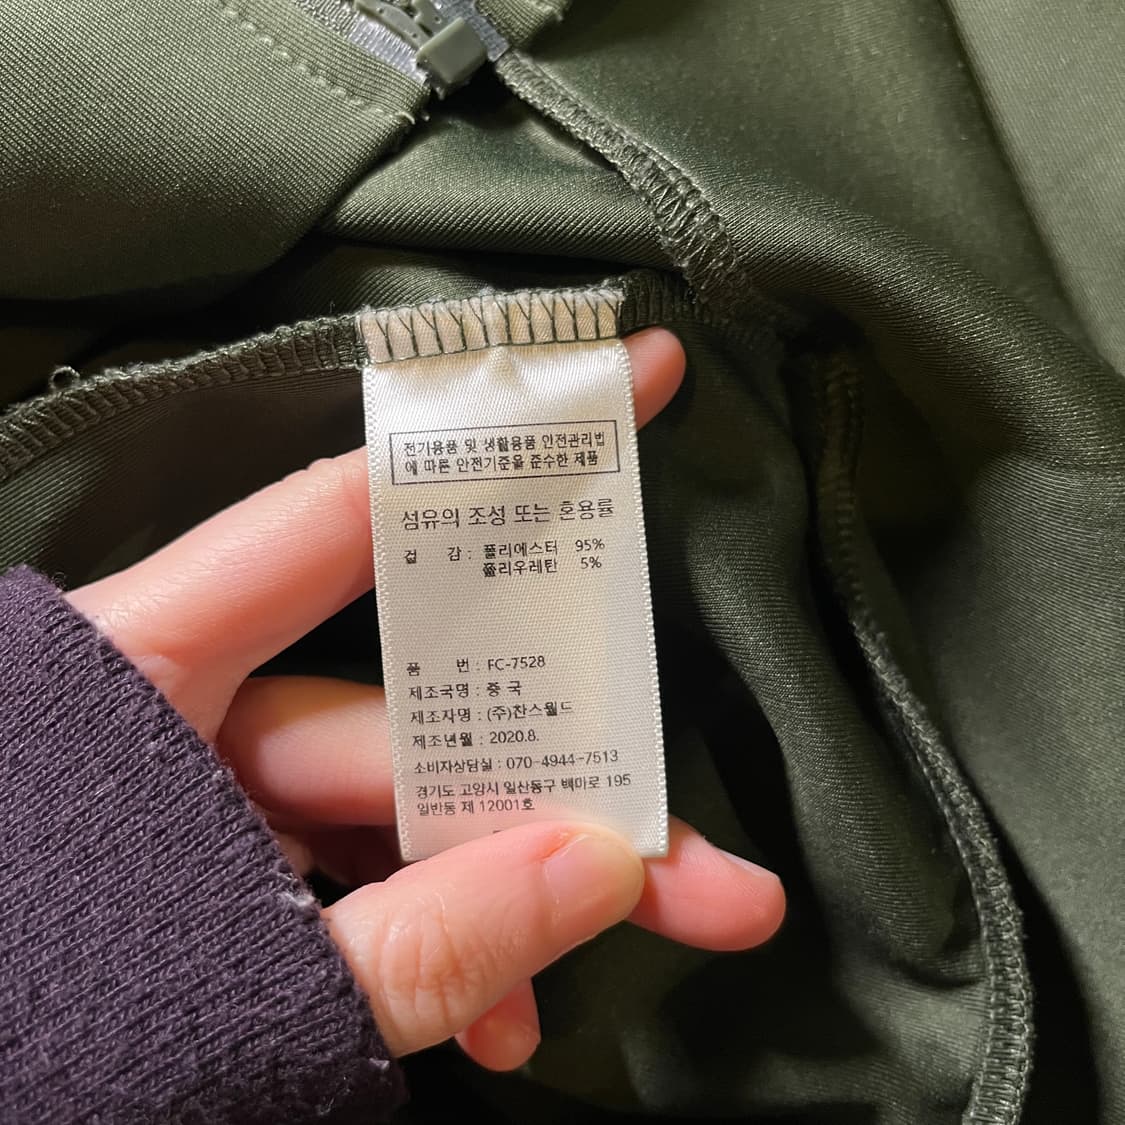 전기용품 및 생활용품 안전관리법
에 따른 안전기준을 준수한 제품
섬유의 조성 또는 혼용률
겉 감 : 폴리에스터 95%
폴리우레탄 5%
품 번 : FC-7528
제조국명 : 중 국
제조자명 : (주)찬스월드
제조년월 : 2020.8.
소비자상담실 : 070-4944-7513
경기도 고양시 일산동구 백마로 195
일반동 제 12001호